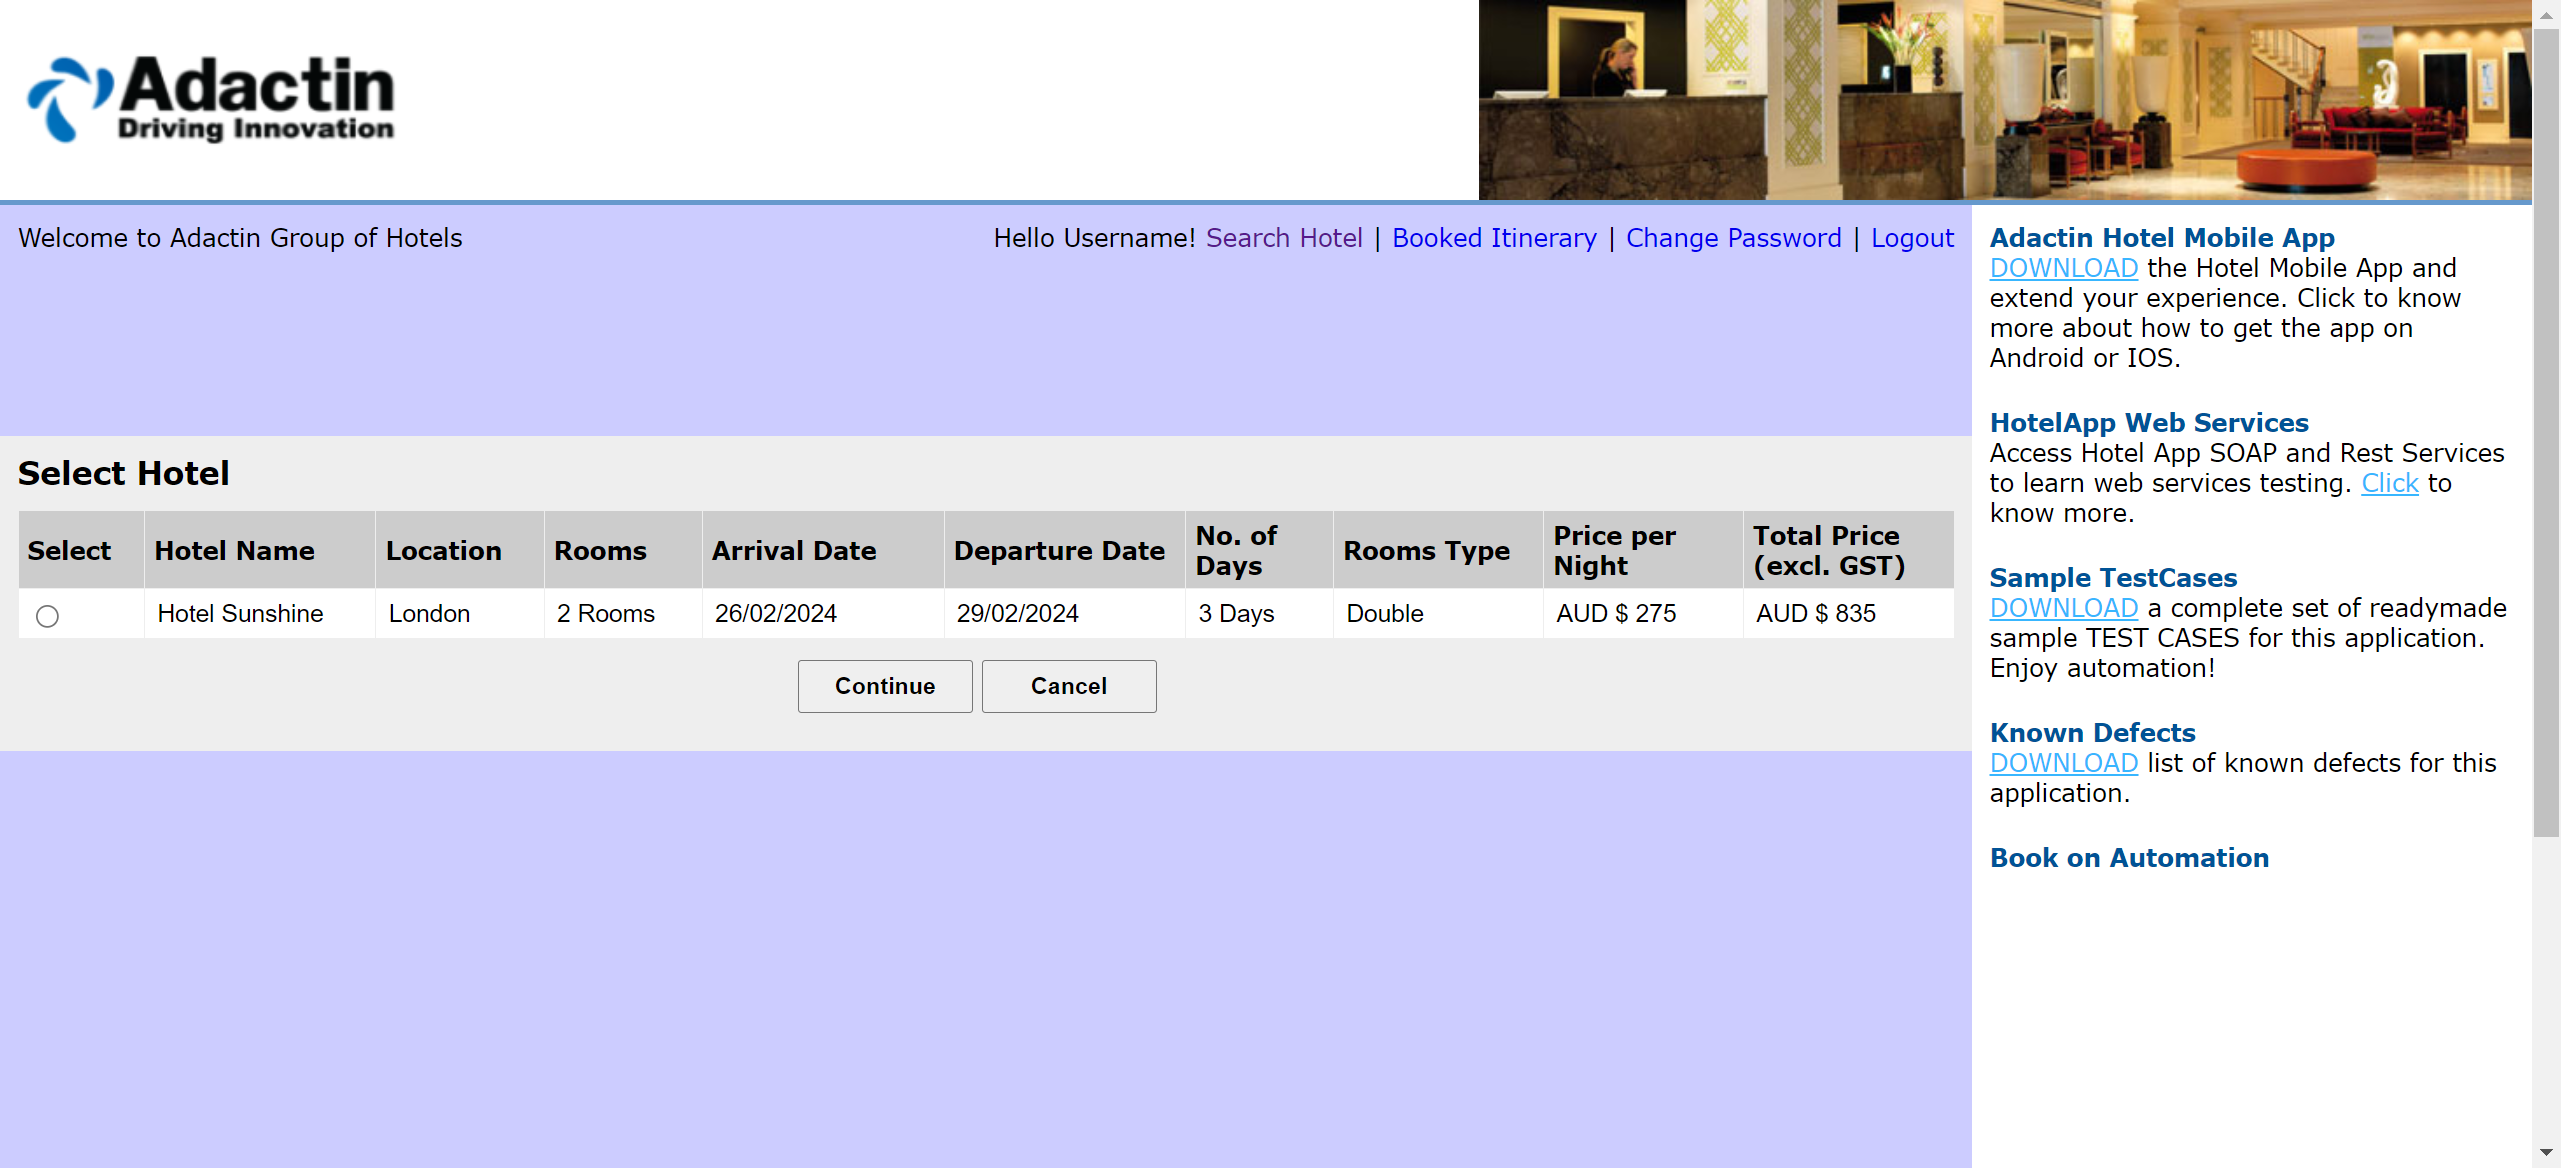 Adactin
Driving Innovation
Welcome to Adactin Group of Hotels
Hello Username! Search Hotel | Booked Itinerary | Change Password | Logout
Select Hotel
Select Hotel Name Location Rooms Arrival Date Departure Date No. of Days Rooms Type Price per Night Total Price (excl. GST)
Hotel Sunshine London 2 Rooms 26/02/2024 29/02/2024 3 Days Double AUD $ 275 AUD $ 835
Continue Cancel
Adactin Hotel Mobile App
DOWNLOAD the Hotel Mobile App and
extend your experience. Click to know
more about how to get the app on
Android or IOS.
HotelApp Web Services
Access Hotel App SOAP and Rest Services
to learn web services testing. Click to
know more.
Sample TestCases
DOWNLOAD a complete set of readymade
sample TEST CASES for this application.
Enjoy automation!
Known Defects
DOWNLOAD list of known defects for this
application.
Book on Automation